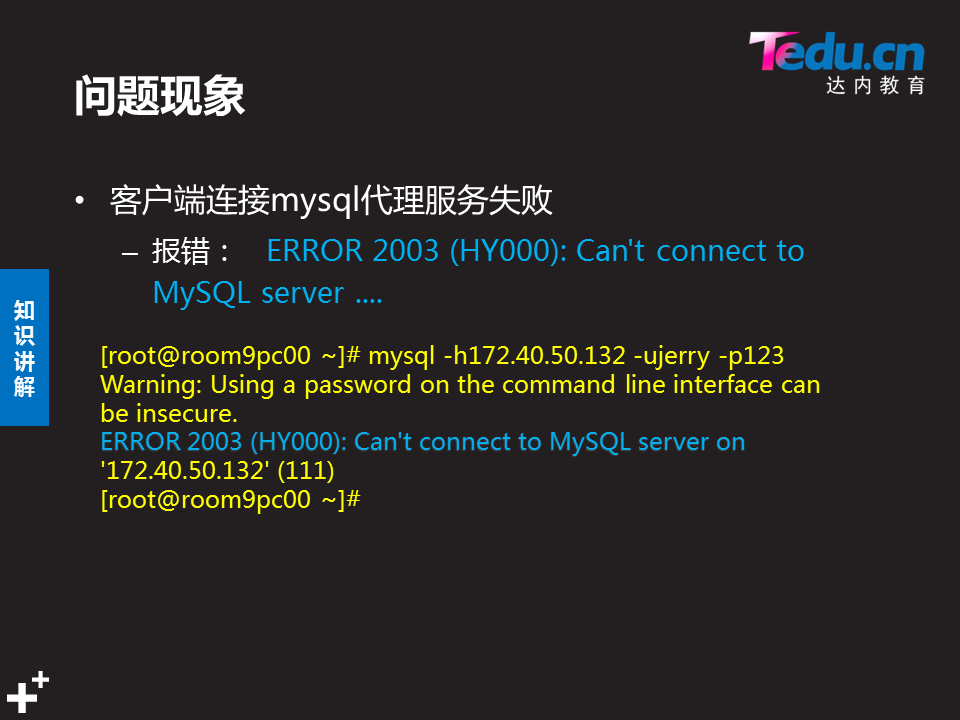 Tedu.cn
达内教育
问题现象
• 客户端连接mysql代理服务失败
– 报错： ERROR 2003 (HY000): Can't connect to
MySQL server ....
知识讲解
[root@room9pc00 ~]# mysql -h172.40.50.132 -ujerry -p123
Warning: Using a password on the command line interface can
be insecure.
ERROR 2003 (HY000): Can't connect to MySQL server on
'172.40.50.132' (111)
[root@room9pc00 ~]#